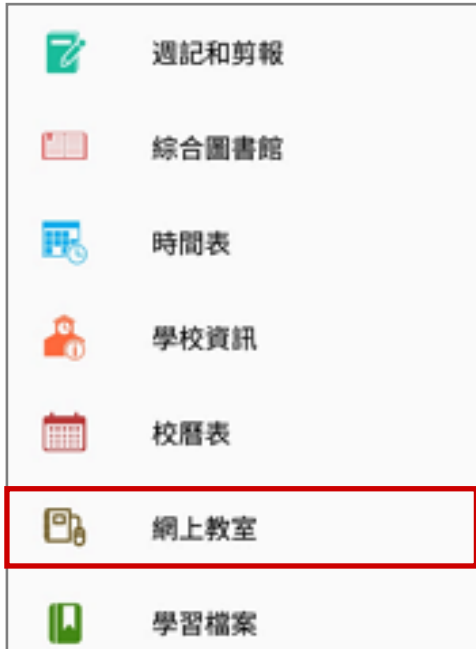 週記和剪報
綜合圖書館
時間表
學校資訊
校曆表
網上教室
學習檔案